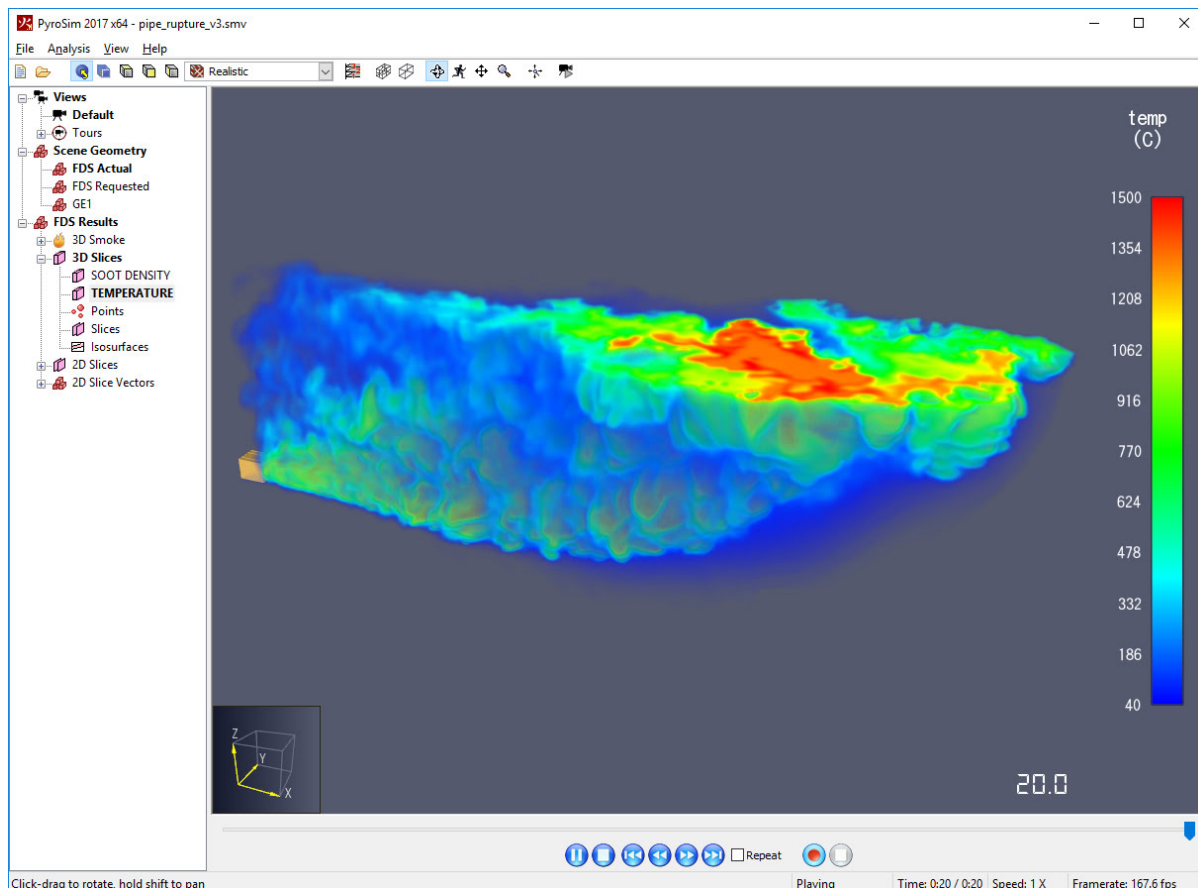 PyroSim 2017 x64 - pipe_rupture_v3.smv
File Analysis View Help
Realistic
Views
Default
Tours
Scene Geometry
FDS Actual
FDS Requested
GE1
FDS Results
3D Smoke
3D Slices
SOOT DENSITY
TEMPERATURE
Points
Slices
Isosurfaces
2D Slices
2D Slice Vectors
temp
(C)
1500
1354
1208
1062
916
770
624
478
332
186
40
Z
Y
X
20.0
Repeat
Click-drag to rotate, hold shift to pan
Playing Time: 0:20 / 0:20 Speed: 1 X Framerate: 167.6 fps